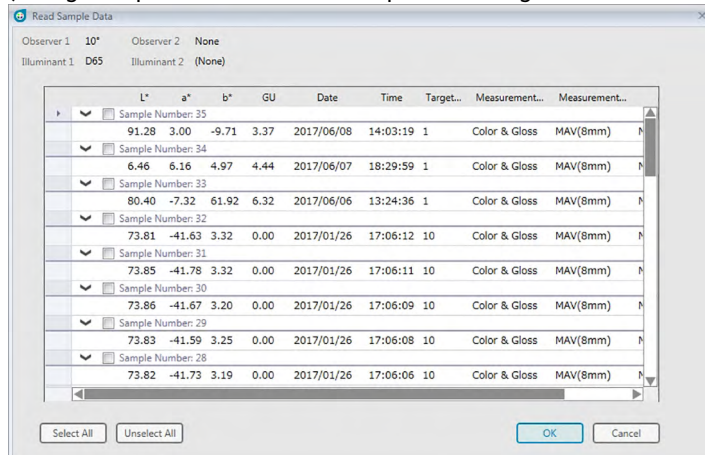 Read Sample Data
Observer 1 10° Observer 2 None
Illuminant 1 D65 Illuminant 2 (None)
L* a* b* GU Date Time Target... Measurement... Measurement...
Sample Number: 35
91.28 3.00 -9.71 3.37 2017/06/08 14:03:19 1 Color & Gloss MAV(8mm)
Sample Number: 34
6.46 6.16 4.97 4.44 2017/06/07 18:29:59 1 Color & Gloss MAV(8mm)
Sample Number: 33
80.40 -7.32 61.92 6.32 2017/06/06 13:24:36 1 Color & Gloss MAV(8mm)
Sample Number: 32
73.81 -41.63 3.32 0.00 2017/01/26 17:06:12 10 Color & Gloss MAV(8mm)
Sample Number: 31
73.85 -41.78 3.32 0.00 2017/01/26 17:06:11 10 Color & Gloss MAV(8mm)
Sample Number: 30
73.86 -41.67 3.20 0.00 2017/01/26 17:06:09 10 Color & Gloss MAV(8mm)
Sample Number: 29
73.83 -41.59 3.25 0.00 2017/01/26 17:06:08 10 Color & Gloss MAV(8mm)
Sample Number: 28
73.82 -41.73 3.19 0.00 2017/01/26 17:06:06 10 Color & Gloss MAV(8mm)
Select All Unselect All OK Cancel